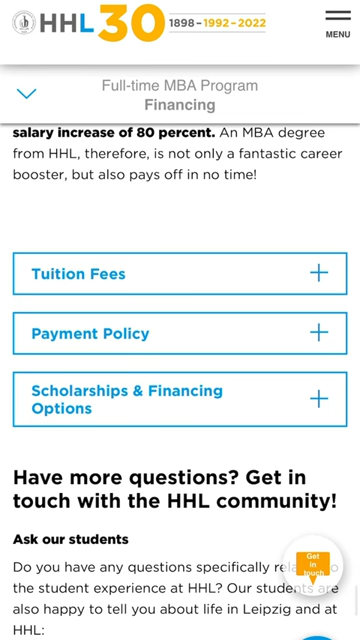 HHL 30 1898 – 1992 – 2022
MENU
Full-time MBA Program
Financing
salary increase of 80 percent. An MBA degree
from HHL, therefore, is not only a fantastic career
booster, but also pays off in no time!
Tuition Fees
Payment Policy
Scholarships & Financing
Options
Have more questions? Get in
touch with the HHL community!
Ask our students
Do you have any questions specifically rela o
the student experience at HHL? Our students are
also happy to tell you about life in Leipzig and at
HHL:
Get
in
touch